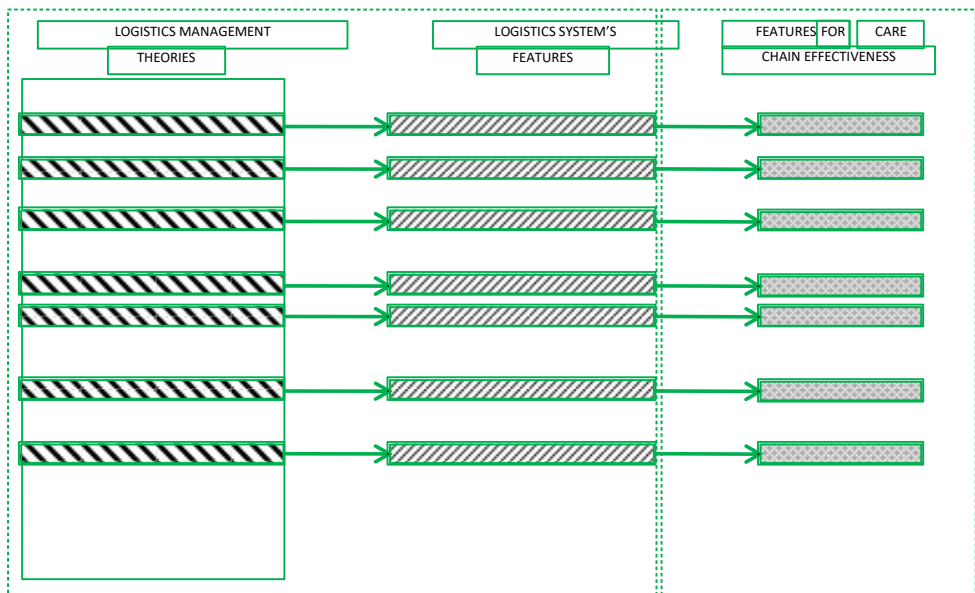 LOGISTICS MANAGEMENT
THEORIES
LOGISTICS SYSTEM'S
FEATURES
FEATURES FOR CARE
CHAIN EFFECTIVENESS